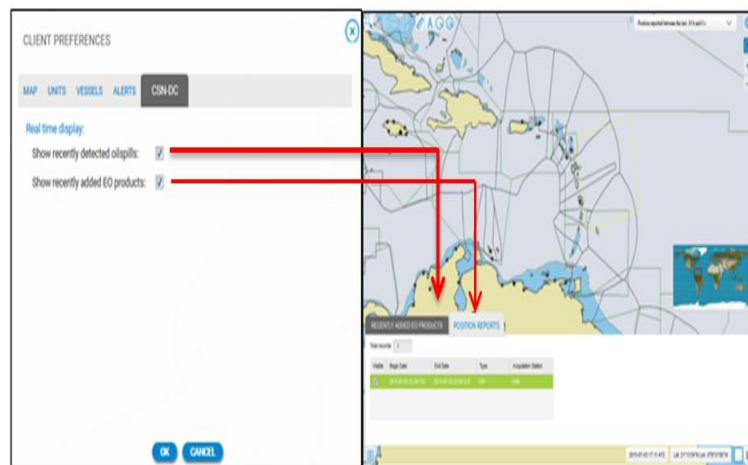 CLIENT PREFERENCES
MAP UNITS VESSELS ALERTS CSN-DC
Real time display:
Show recently detected oilspills:
Show recently added EO products:
OK CANCEL
RECENTLY ADDED EO PRODUCTS POSITION REPORTS
Total records: 1
Visible Begin Date End Date Type Acquisition Station